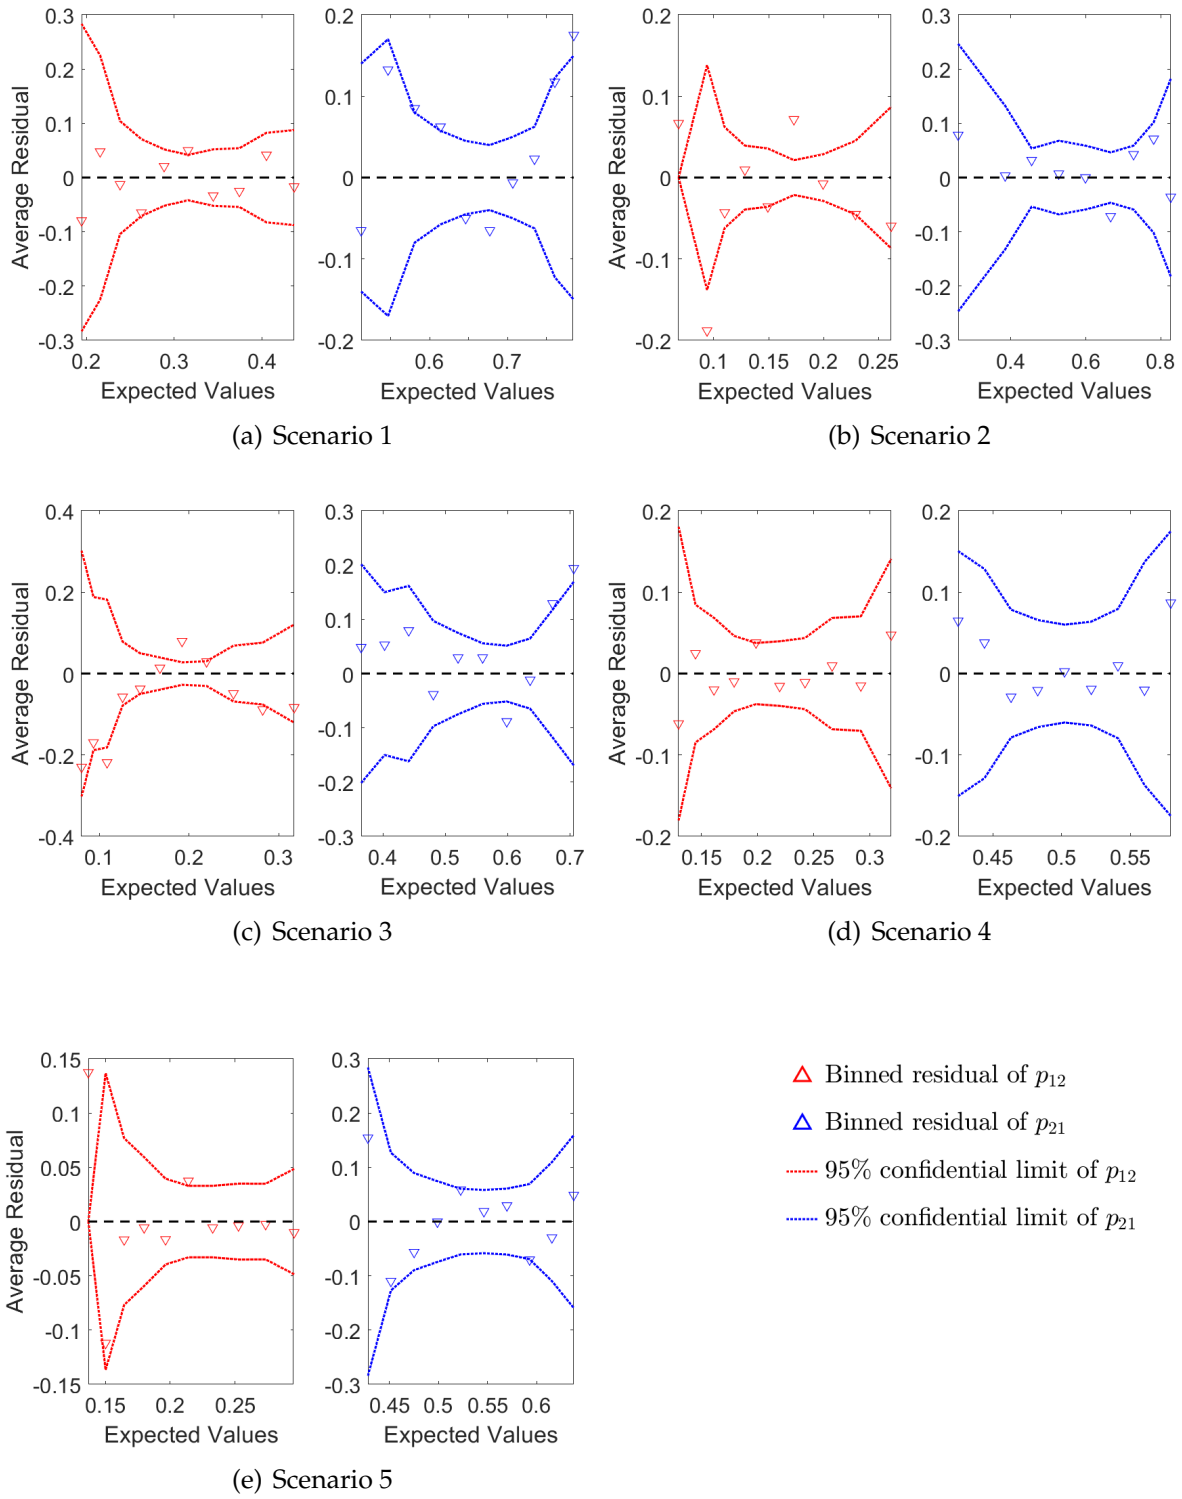 0.3
0.2
0.1
0
-0.1
-0.2
-0.3
Average Residual
0.2 0.3 0.4
Expected Values
0.2
0.1
0
-0.1
-0.2
0.6 0.7
Expected Values
(a) Scenario 1
0.2
0.1
0
-0.1
-0.2
Average Residual
0.1 0.15 0.2 0.25
Expected Values
0.3
0.2
0.1
0
-0.1
-0.2
-0.3
0.4 0.6 0.8
Expected Values
(b) Scenario 2
0.4
0.2
0
-0.2
-0.4
Average Residual
0.1 0.2 0.3
Expected Values
0.3
0.2
0.1
0
-0.1
-0.2
-0.3
0.4 0.5 0.6 0.7
Expected Values
(c) Scenario 3
0.2
0.1
0
-0.1
-0.2
Average Residual
0.15 0.2 0.25 0.3
Expected Values
0.2
0.1
0
-0.1
-0.2
0.45 0.5 0.55
Expected Values
(d) Scenario 4
0.15
0.1
0.05
0
-0.05
-0.1
-0.15
Average Residual
0.15 0.2 0.25
Expected Values
0.3
0.2
0.1
0
-0.1
-0.2
-0.3
0.45 0.5 0.55 0.6
Expected Values
(e) Scenario 5
Binned residual of p12
Binned residual of p21
95% confidential limit of p12
95% confidential limit of p21